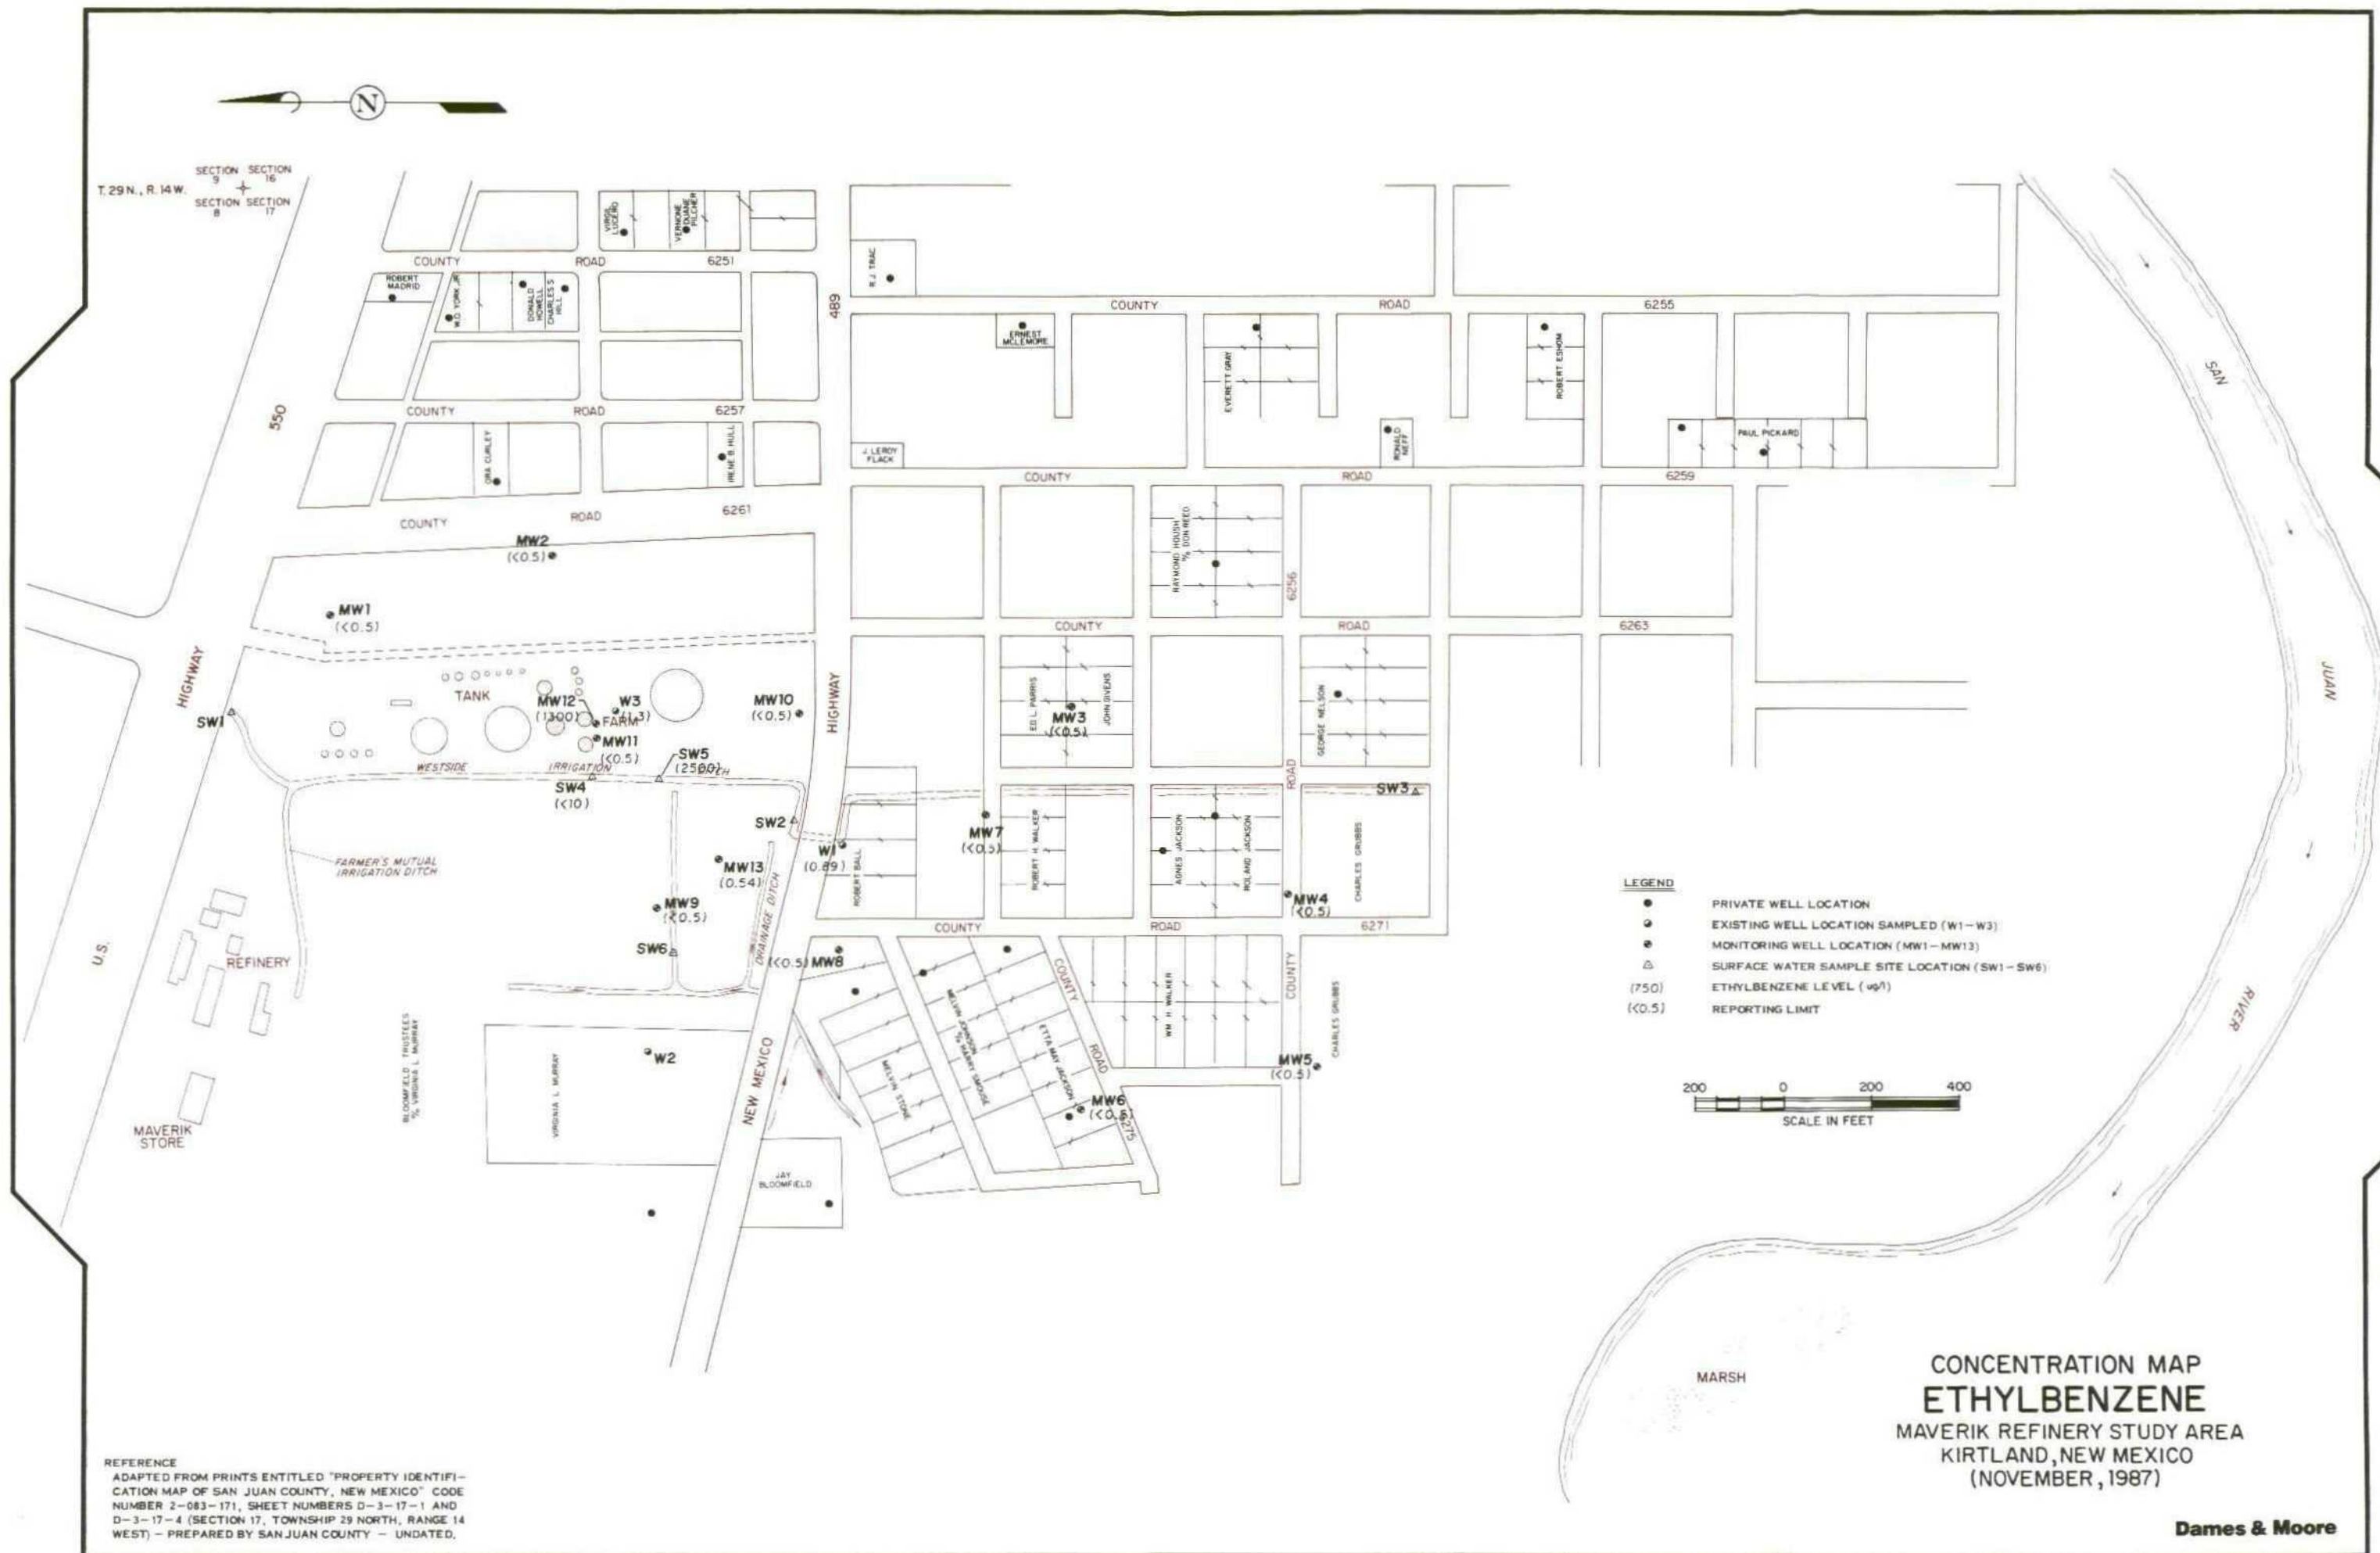 N
T. 29 N., R. 14 W.
SECTION SECTION
9 16
SECTION SECTION
8 17
VIRGIL
LUCERO
VERNONE
DUANE
PILCHER
COUNTY ROAD 6251
ROBERT
MADRID
W.O. YORK, JR.
DONALD
HOWELL
CHARLES S.
HILL
489
R. J. TRAC
COUNTY ROAD 6255
ERNEST
MCLEMORE
EVERETT GRAY
ROBERT ESHOM
SAN
JUAN
RIVER
550
COUNTY ROAD 6257
ORA CURLEY
IRENE B. HULL
J. LEROY
FLACK
RONALD
NEFF
PAUL PICKARD
COUNTY ROAD 6259
COUNTY ROAD 6261
MW2
(<0.5)
MW1
(<0.5)
RAYMOND HOUSH
% DON REED
6256
COUNTY ROAD 6263
HIGHWAY
TANK
FARM
MW12
(1300)
W3
(1.3)
MW10
(<0.5)
HIGHWAY
SW1
MW11
(<0.5)
SW5
(2500)
WESTSIDE IRRIGATION DITCH
SW4
(<10)
ED L. PARRIS
MW3
(<0.5)
JOHN GIVENS
GEORGE NELSON
ROAD
SW3
SW2
W1
(0.89)
ROBERT BALL
MW7
(<0.5)
ROBERT H. WALKER
AGNES JACKSON
ROLAND JACKSON
CHARLES GRUBBS
FARMER'S MUTUAL
IRRIGATION DITCH
MW13
(0.54)
MW9
(<0.5)
DRAINAGE DITCH
SW6
MW4
(<0.5)
COUNTY ROAD 6271
(<0.5) MW8
U.S.
REFINERY
BLOOMFIELD TRUSTEES
% VIRGINIA L. MURRAY
VIRGINIA L. MURRAY
W2
NEW MEXICO
MELVIN STONE
MELVIN JOHNSON
% HARRY SMOUSE
ETTA MAY JACKSON
COUNTY
ROAD
6275
WM. H. WALKER
COUNTY
CHARLES GRUBBS
MW5
(<0.5)
MW6
(<0.5)
MAVERIK
STORE
JAY
BLOOMFIELD
LEGEND
PRIVATE WELL LOCATION
EXISTING WELL LOCATION SAMPLED (W1-W3)
MONITORING WELL LOCATION (MW1-MW13)
SURFACE WATER SAMPLE SITE LOCATION (SW1-SW6)
(750) ETHYLBENZENE LEVEL (ug/l)
(<0.5) REPORTING LIMIT
200 0 200 400
SCALE IN FEET
MARSH
CONCENTRATION MAP
ETHYLBENZENE
MAVERIK REFINERY STUDY AREA
KIRTLAND, NEW MEXICO
(NOVEMBER, 1987)
REFERENCE
ADAPTED FROM PRINTS ENTITLED "PROPERTY IDENTIFI-
CATION MAP OF SAN JUAN COUNTY, NEW MEXICO" CODE
NUMBER 2-083-171, SHEET NUMBERS D-3-17-1 AND
D-3-17-4 (SECTION 17, TOWNSHIP 29 NORTH, RANGE 14
WEST) - PREPARED BY SAN JUAN COUNTY - UNDATED.
Dames & Moore